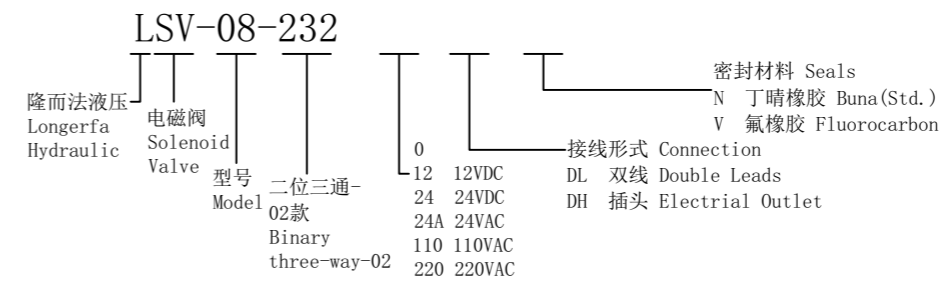 LSV-08-232
隆而法液压
Longerfa
Hydraulic
电磁阀
Solenoid
Valve
型号
Model
二位三通-
02款
Binary
three-way-02
0
12 12VDC
24 24VDC
24A 24VAC
110 110VAC
220 220VAC
接线形式 Connection
DL 双线 Double Leads
DH 插头 Electrial Outlet
密封材料 Seals
N 丁晴橡胶 Buna(Std.)
V 氟橡胶 Fluorocarbon